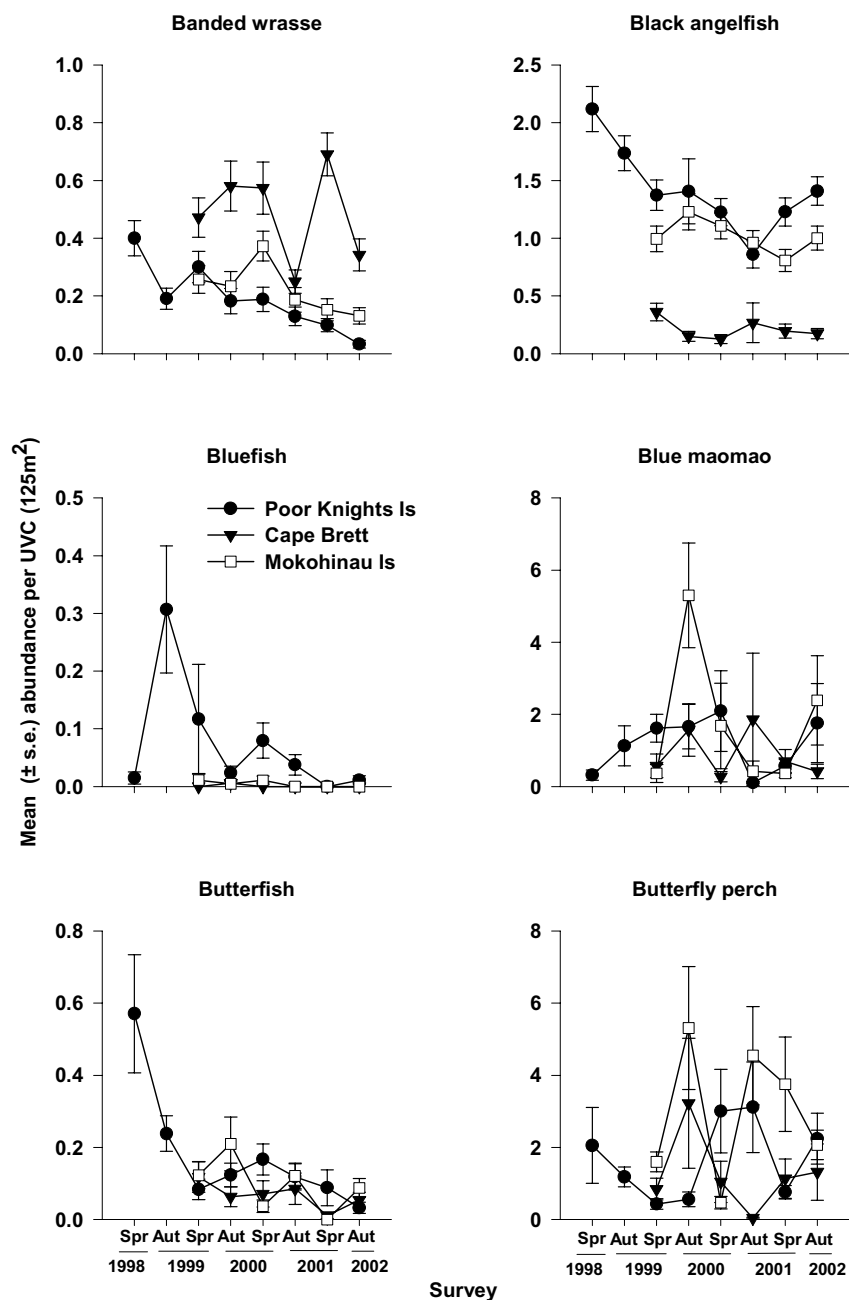 Banded wrasse
Black angelfish
1.0
0.8
0.6
0.4
0.2
0.0
2.5
2.0
1.5
1.0
0.5
0.0
Mean (± s.e.) abundance per UVC (125m²)
Bluefish
Blue maomao
0.5
0.4
0.3
0.2
0.1
0.0
Poor Knights Is
Cape Brett
Mokohinau Is
8
6
4
2
0
Butterfish
Butterfly perch
0.8
0.6
0.4
0.2
0.0
8
6
4
2
0
Spr Aut Spr Aut Spr Aut Spr Aut
1998 1999 2000 2001 2002
Spr Aut Spr Aut Spr Aut Spr Aut
1998 1999 2000 2001 2002
Survey